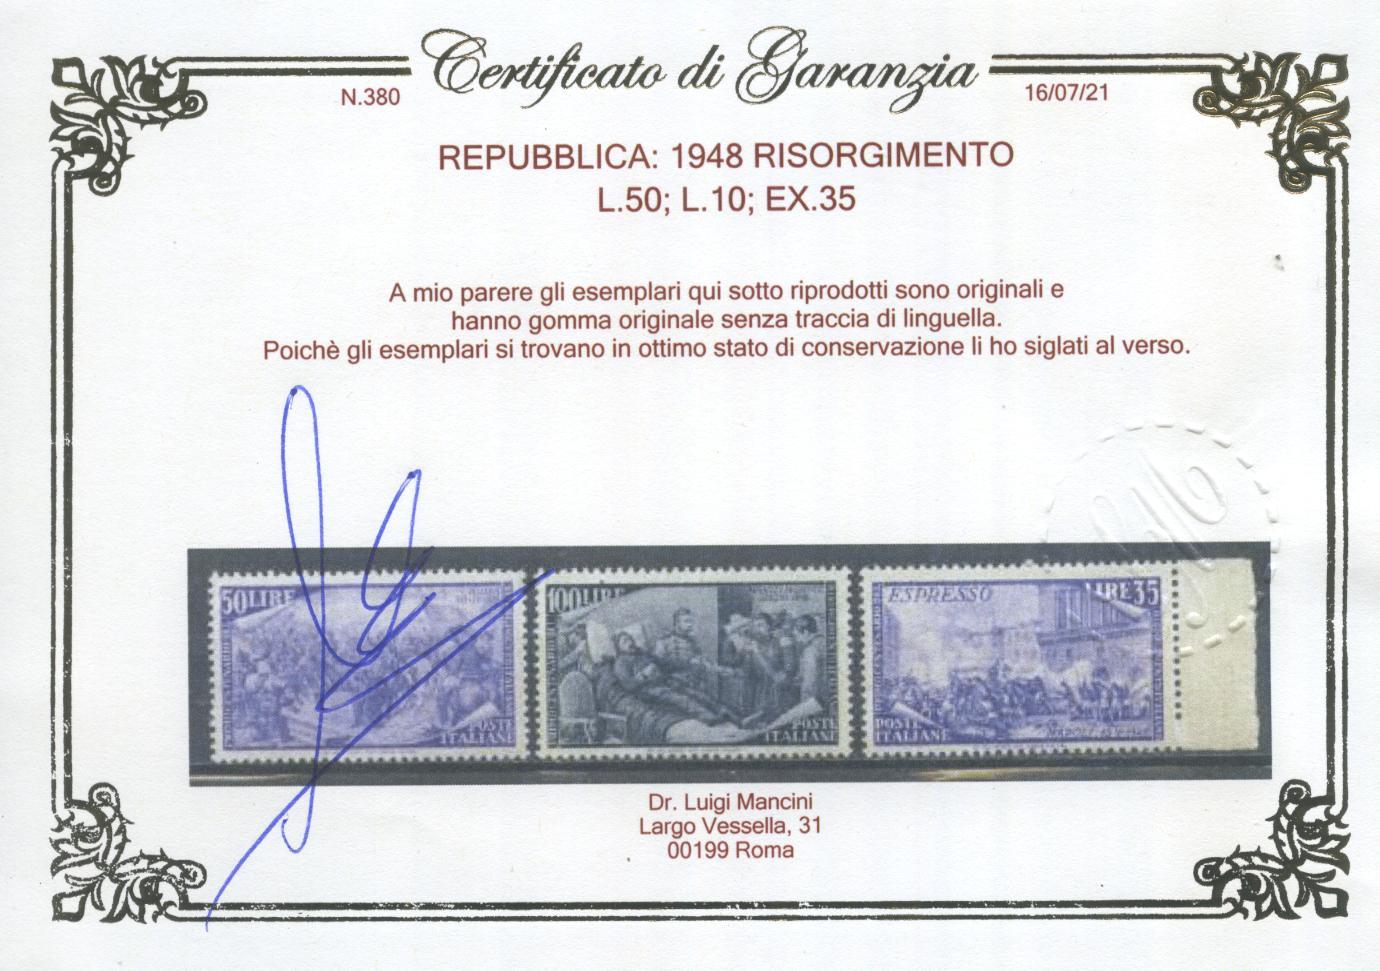 Certificato di Garanzia
N.380
16/07/21
REPUBBLICA: 1948 RISORGIMENTO
L.50; L.10; EX.35
A mio parere gli esemplari qui sotto riprodotti sono originali e
hanno gomma originale senza traccia di linguella.
Poichè gli esemplari si trovano in ottimo stato di conservazione li ho siglati al verso.
50 LIRE
POSTE
ITALIANE
100 LIRE
POSTE
ITALIANE
ESPRESSO
LIRE 35
POSTE
ITALIANE
Dr. Luigi Mancini
Largo Vessella, 31
00199 Roma